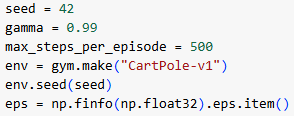 seed = 42
gamma = 0.99
max_steps_per_episode = 500
env = gym.make("CartPole-v1")
env.seed(seed)
eps = np.finfo(np.float32).eps.item()